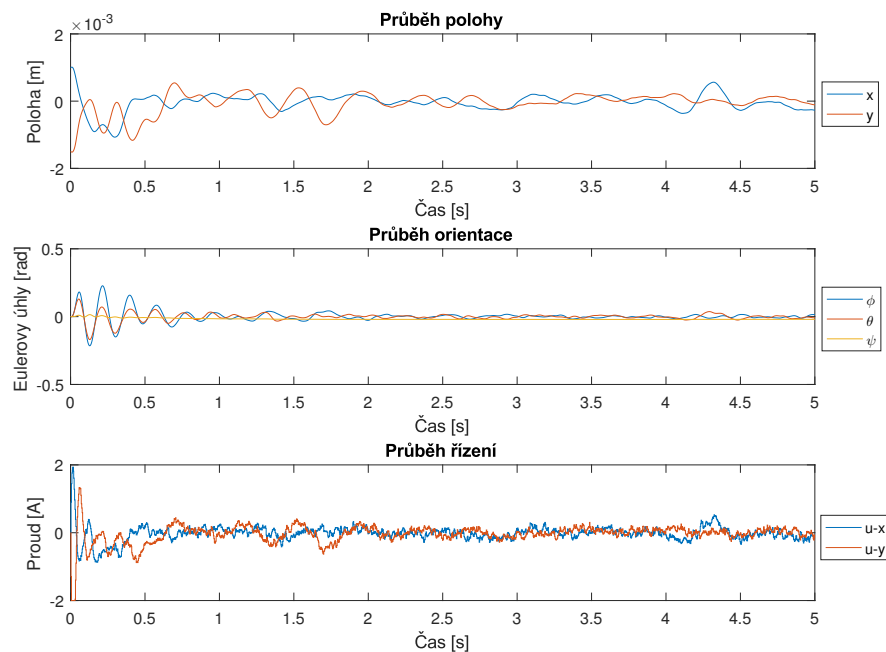 Průběh polohy
×10⁻³
2
0
-2
Poloha [m]
0 0.5 1 1.5 2 2.5 3 3.5 4 4.5 5
Čas [s]
x
y
Průběh orientace
0.5
0
-0.5
Eulerovy úhly [rad]
0 0.5 1 1.5 2 2.5 3 3.5 4 4.5 5
Čas [s]
ϕ
θ
ψ
Průběh řízení
2
0
-2
Proud [A]
0 0.5 1 1.5 2 2.5 3 3.5 4 4.5 5
Čas [s]
u-x
u-y